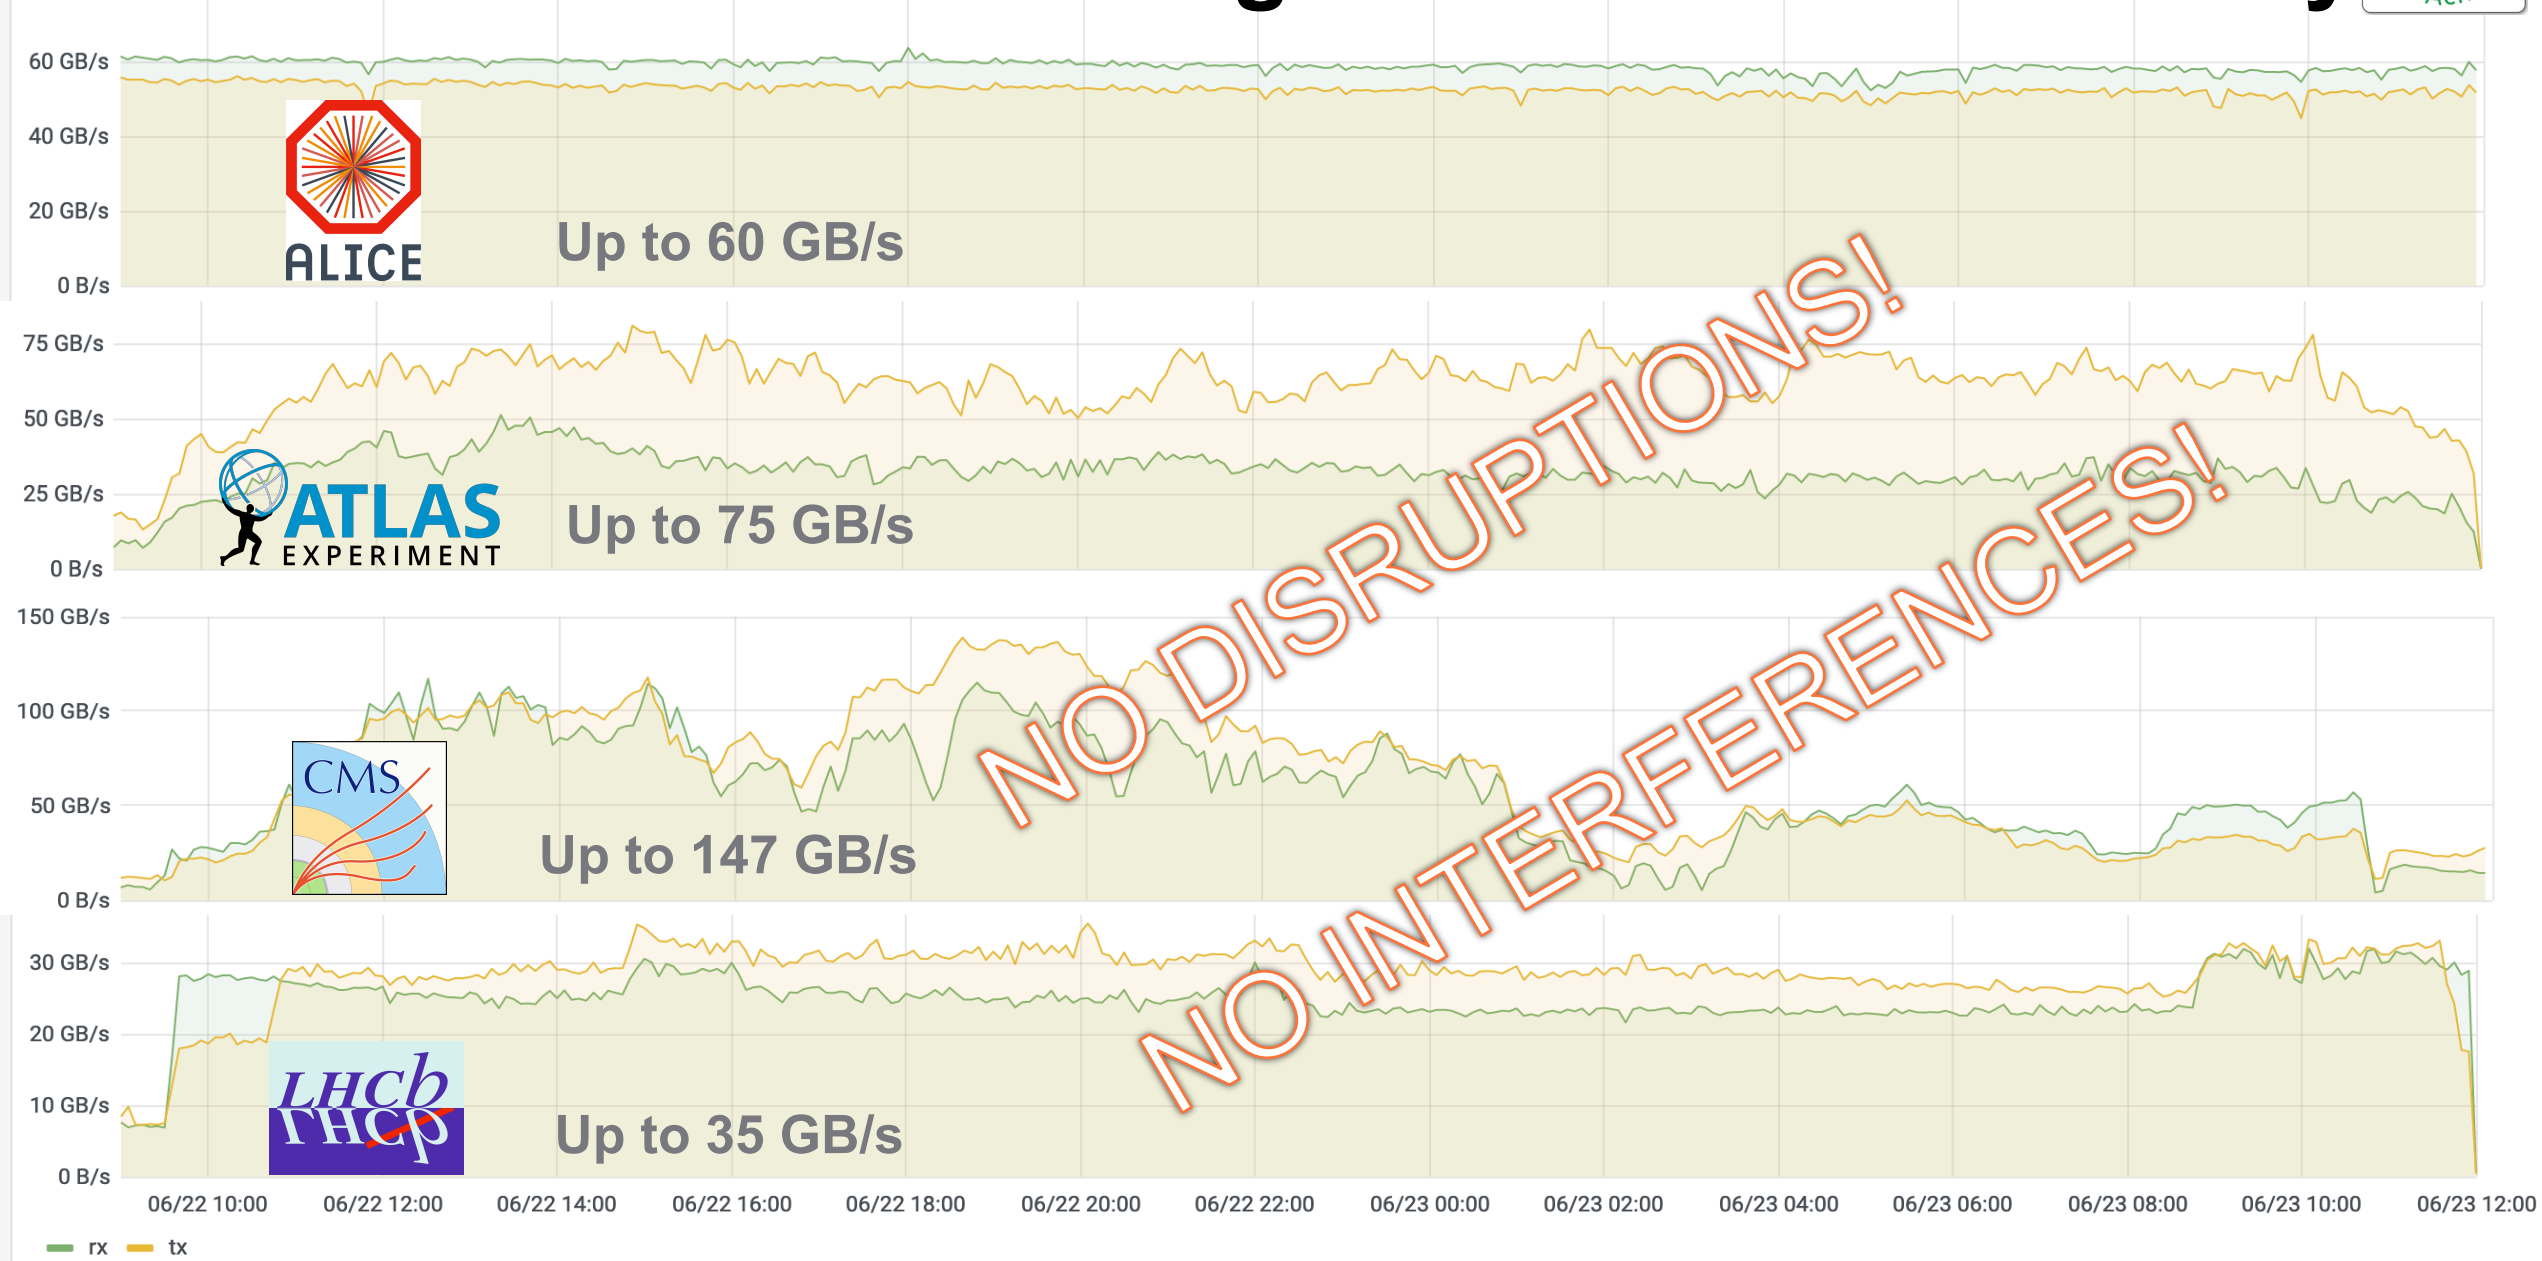 60 GB/s
40 GB/s
20 GB/s
0 B/s
ALICE
Up to 60 GB/s
75 GB/s
50 GB/s
25 GB/s
0 B/s
ATLAS
EXPERIMENT
Up to 75 GB/s
NO DISRUPTIONS!
NO INTERFERENCES!
150 GB/s
100 GB/s
50 GB/s
0 B/s
CMS
Up to 147 GB/s
30 GB/s
20 GB/s
10 GB/s
0 B/s
LHCb
LHCb
Up to 35 GB/s
06/22 10:00 06/22 12:00 06/22 14:00 06/22 16:00 06/22 18:00 06/22 20:00 06/22 22:00 06/23 00:00 06/23 02:00 06/23 04:00 06/23 06:00 06/23 08:00 06/23 10:00 06/23 12:00
rx tx